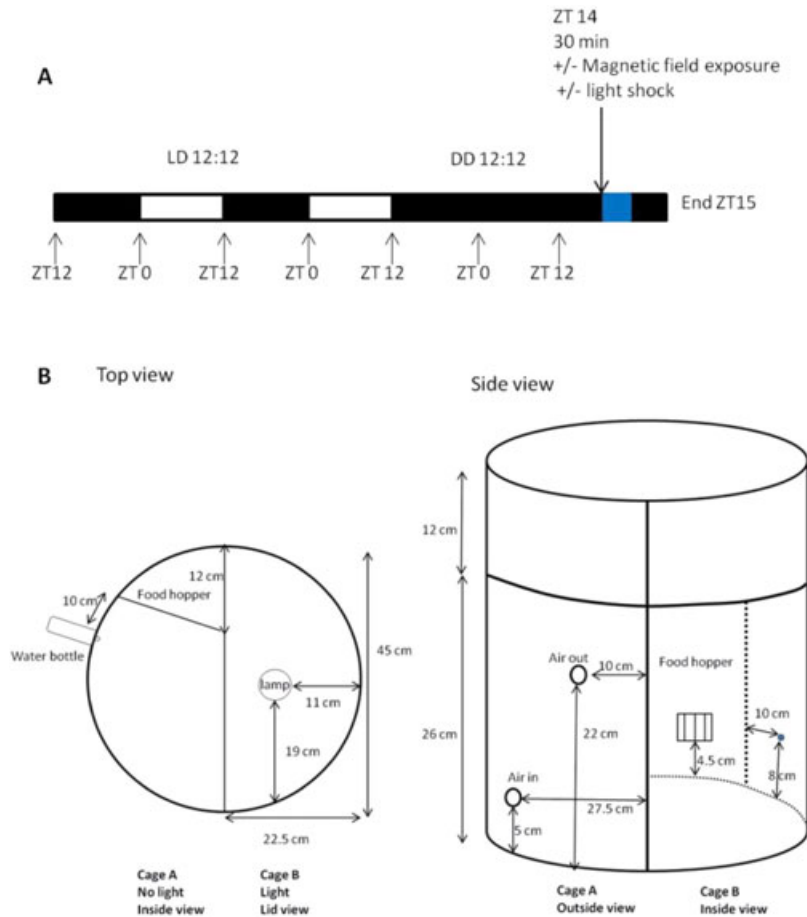 ZT 14
30 min
+/- Magnetic field exposure
+/- light shock
A
LD 12:12
DD 12:12
End ZT15
ZT12
ZT 0
ZT12
ZT 0
ZT 12
ZT 0
ZT 12
B
Top view
Side view
12 cm
10 cm
Food hopper
Water bottle
lamp
11 cm
45 cm
19 cm
22.5 cm
Cage A
No light
Inside view
Cage B
Light
Lid view
12 cm
26 cm
Air out
10 cm
Food hopper
10 cm
22 cm
4.5 cm
8 cm
Air in
27.5 cm
5 cm
Cage A
Outside view
Cage B
Inside view